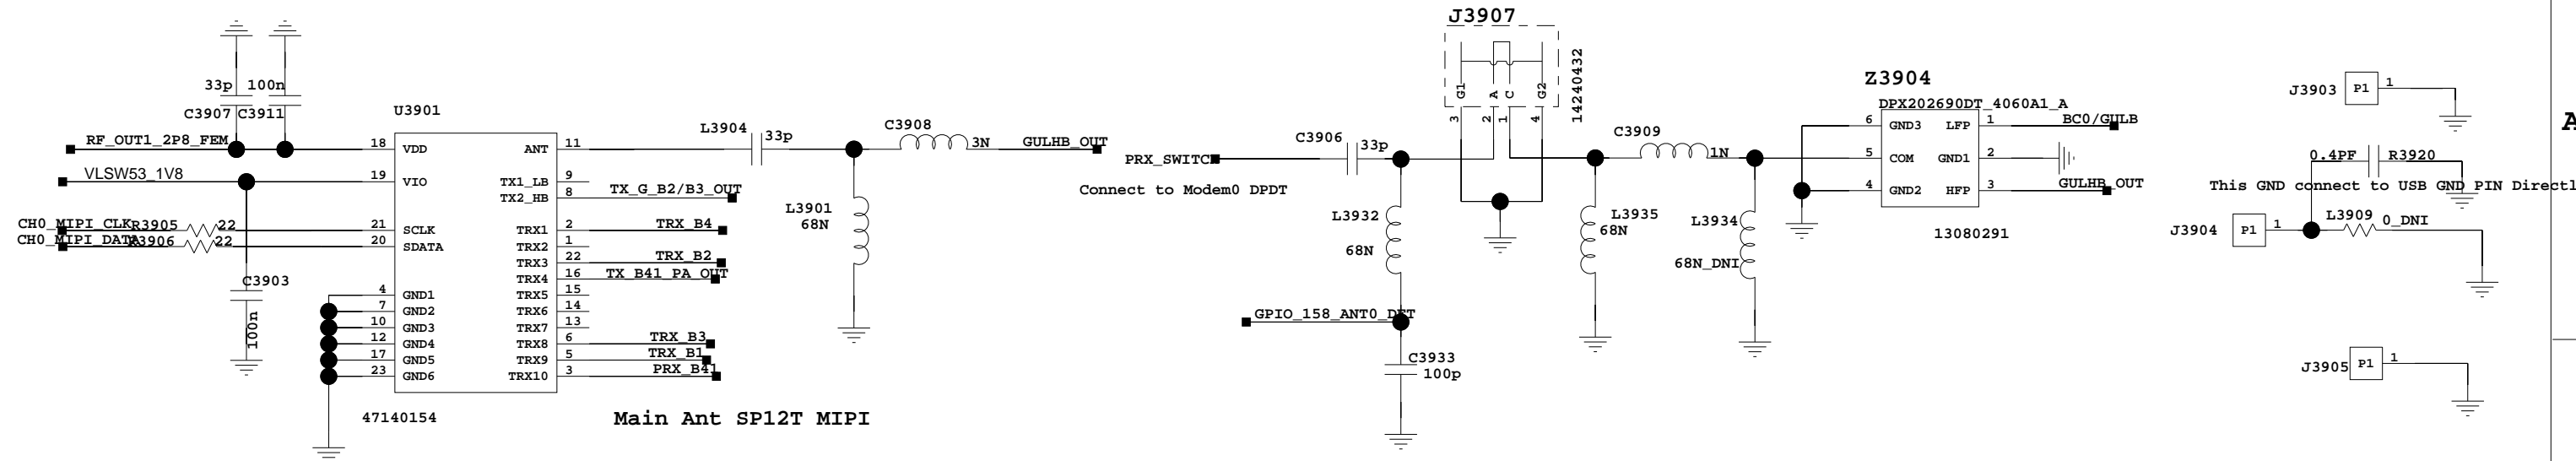 33p 100n
C3907 C3911
RF_OUT1_2P8_FEM
VLSW53_1V8
CH0_MIPI_CLK R3905 22
CH0_MIPI_DATA R3906 22
C3903
100n
U3901
18 VDD ANT 11
19 VIO TX1_LB 9
TX2_HB 8 TX_G_B2/B3_OUT
21 SCLK TRX1 2 TRX_B4
20 SDATA TRX2 1
TRX3 22 TRX_B2
TRX4 16 TX_B41_PA_OUT
4 GND1 TRX5 15
7 GND2 TRX6 14
10 GND3 TRX7 13
12 GND4 TRX8 6 TRX_B3
17 GND5 TRX9 5 TRX_B1
23 GND6 TRX10 3 PRX_B41
47140154
Main Ant SP12T MIPI
L3904 33p
C3908 3N GULHB_OUT
L3901
68N
J3907
14240432
G1 A C G2
3 2 1 4
PRX_SWITCH
Connect to Modem0 DPDT
C3906 33p
L3932
68N
GPIO_158_ANT0_DET
C3933
100p
C3909 1N
L3935
68N
L3934
68N_DNI
Z3904
DPX202690DT_4060A1_A
6 GND3 LFP 1 BC0/GULB
5 COM GND1 2
4 GND2 HFP 3 GULHB_OUT
13080291
J3903 P1 1
0.4PF R3920
This GND connect to USB GND PIN Directl
J3904 P1 1 L3909 0_DNI
J3905 P1 1
A